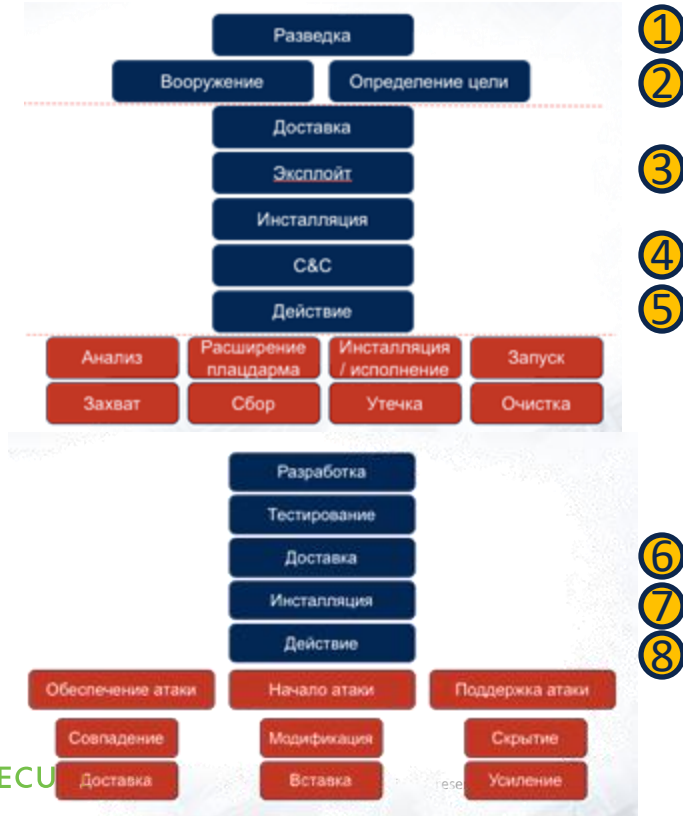 Разведка
1
Вооружение
Определение цели
2
Доставка
Эксплойт
3
Инсталляция
C&C
4
Действие
5
Анализ
Расширение
плацдарма
Инсталляция
/ исполнение
Запуск
Захват
Сбор
Утечка
Очистка
Разработка
Тестирование
Доставка
6
Инсталляция
7
Действие
8
Обеспечение атаки
Начало атаки
Поддержка атаки
Совпадение
Модификация
Скрытие
ECU
Доставка
Вставка
ese
Усиление